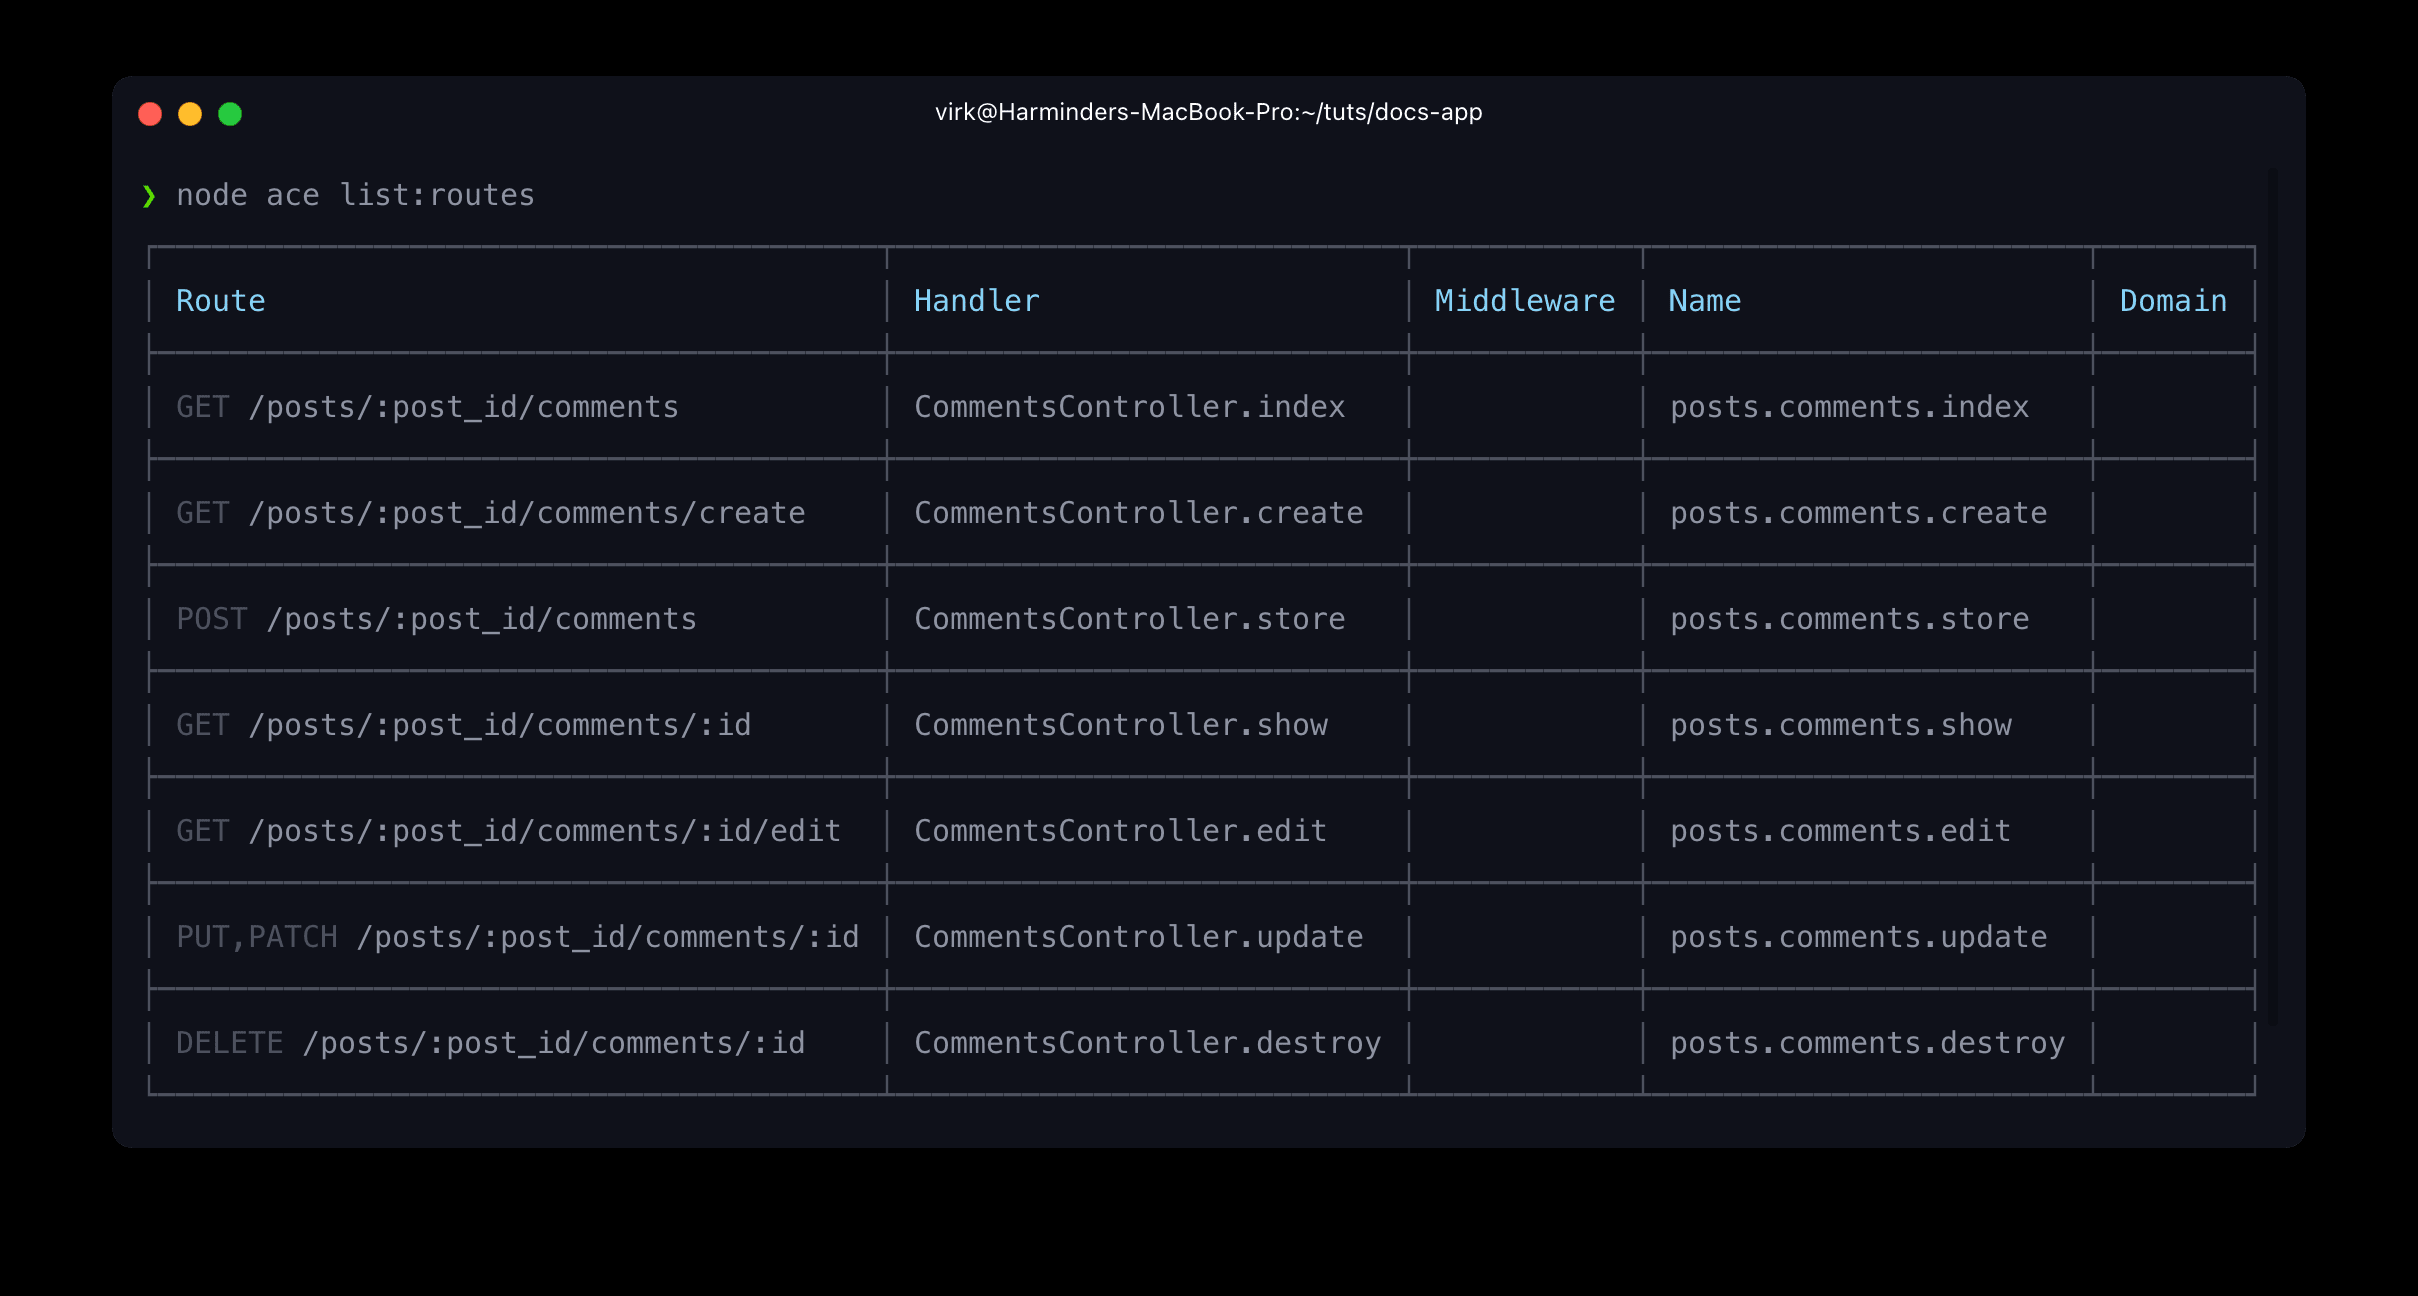 virk@Harminders-MacBook-Pro:~/tuts/docs-app
❯ node ace list:routes
Route Handler Middleware Name Domain
GET /posts/:post_id/comments CommentsController.index posts.comments.index
GET /posts/:post_id/comments/create CommentsController.create posts.comments.create
POST /posts/:post_id/comments CommentsController.store posts.comments.store
GET /posts/:post_id/comments/:id CommentsController.show posts.comments.show
GET /posts/:post_id/comments/:id/edit CommentsController.edit posts.comments.edit
PUT,PATCH /posts/:post_id/comments/:id CommentsController.update posts.comments.update
DELETE /posts/:post_id/comments/:id CommentsController.destroy posts.comments.destroy